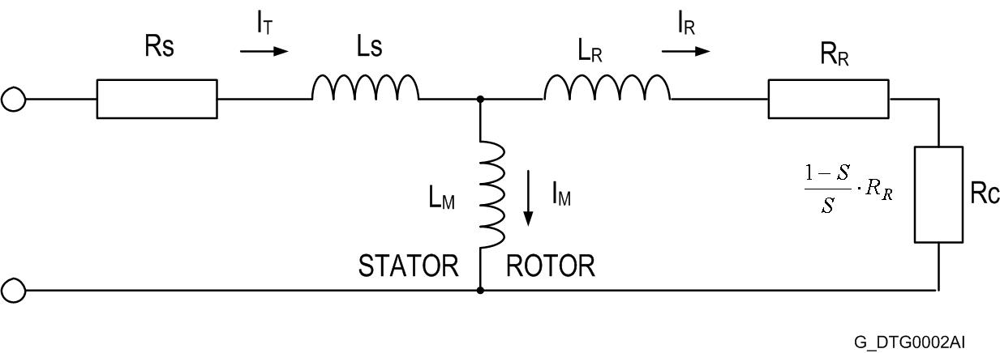 Rs
IT
Ls
LR
IR
RR
LM
IM
1 – S
S
· RR
Rc
STATOR
ROTOR
G_DTG0002AI